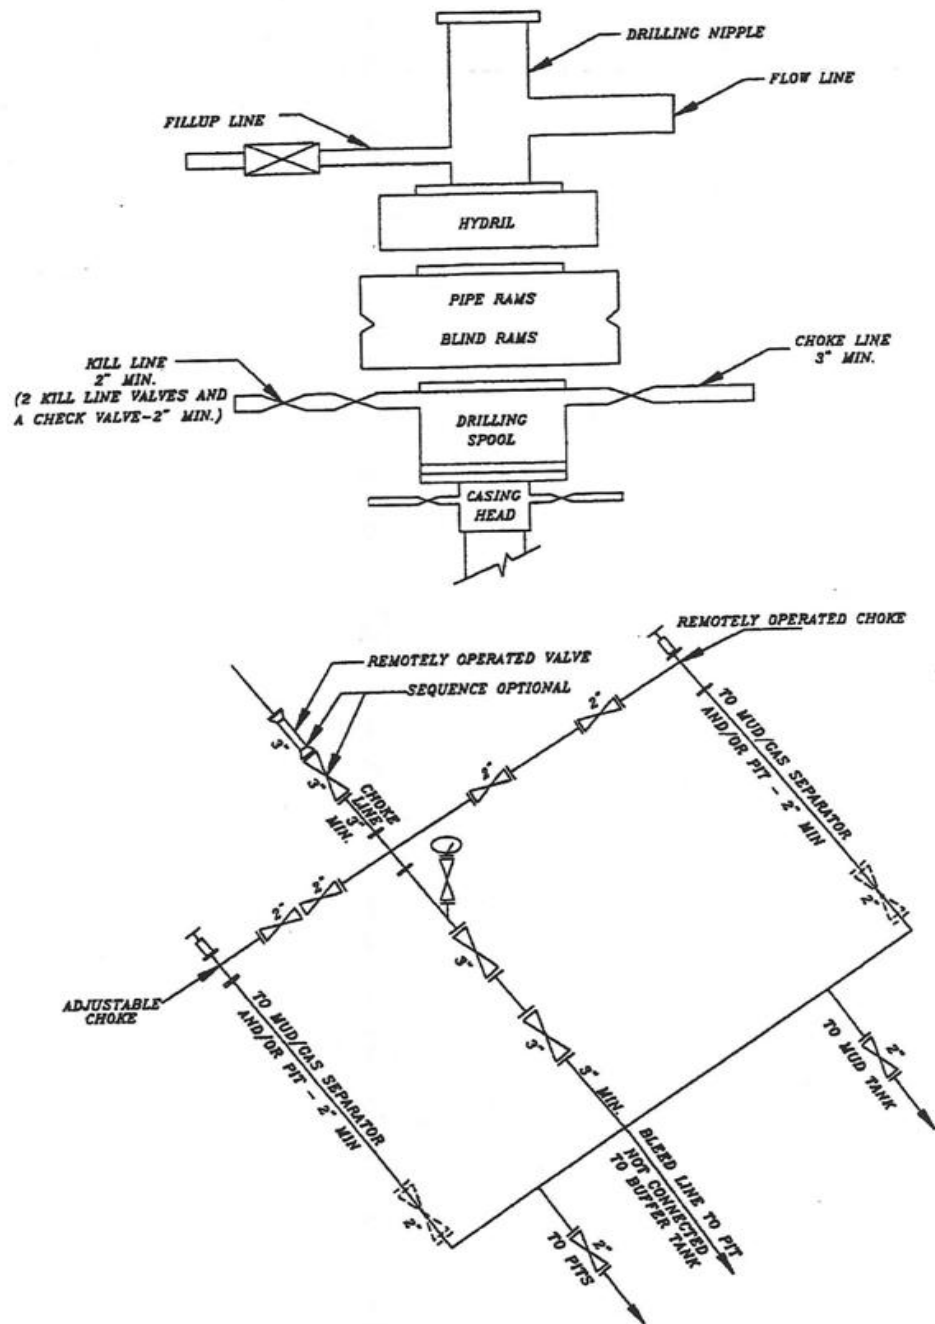 DRILLING NIPPLE
FLOW LINE
FILLUP LINE
HYDRIL
PIPE RAMS
BLIND RAMS
KILL LINE
2" MIN.
(2 KILL LINE VALVES AND
A CHECK VALVE-2" MIN.)
CHOKE LINE
3" MIN.
DRILLING
SPOOL
CASING
HEAD
REMOTELY OPERATED CHOKE
REMOTELY OPERATED VALVE
SEQUENCE OPTIONAL
3"
3"
CHOKE
LINE
3"
MIN.
2"
2"
2"
2"
TO MUD/GAS SEPARATOR
AND/OR PIT - 2" MIN
2"
ADJUSTABLE
CHOKE
TO MUD/GAS SEPARATOR
AND/OR PIT - 2" MIN
2"
3"
3"
3" MIN.
BLEED LINE TO PIT
NOT CONNECTED
TO BUFFER TANK
2"
TO MUD TANK
2"
TO PITS